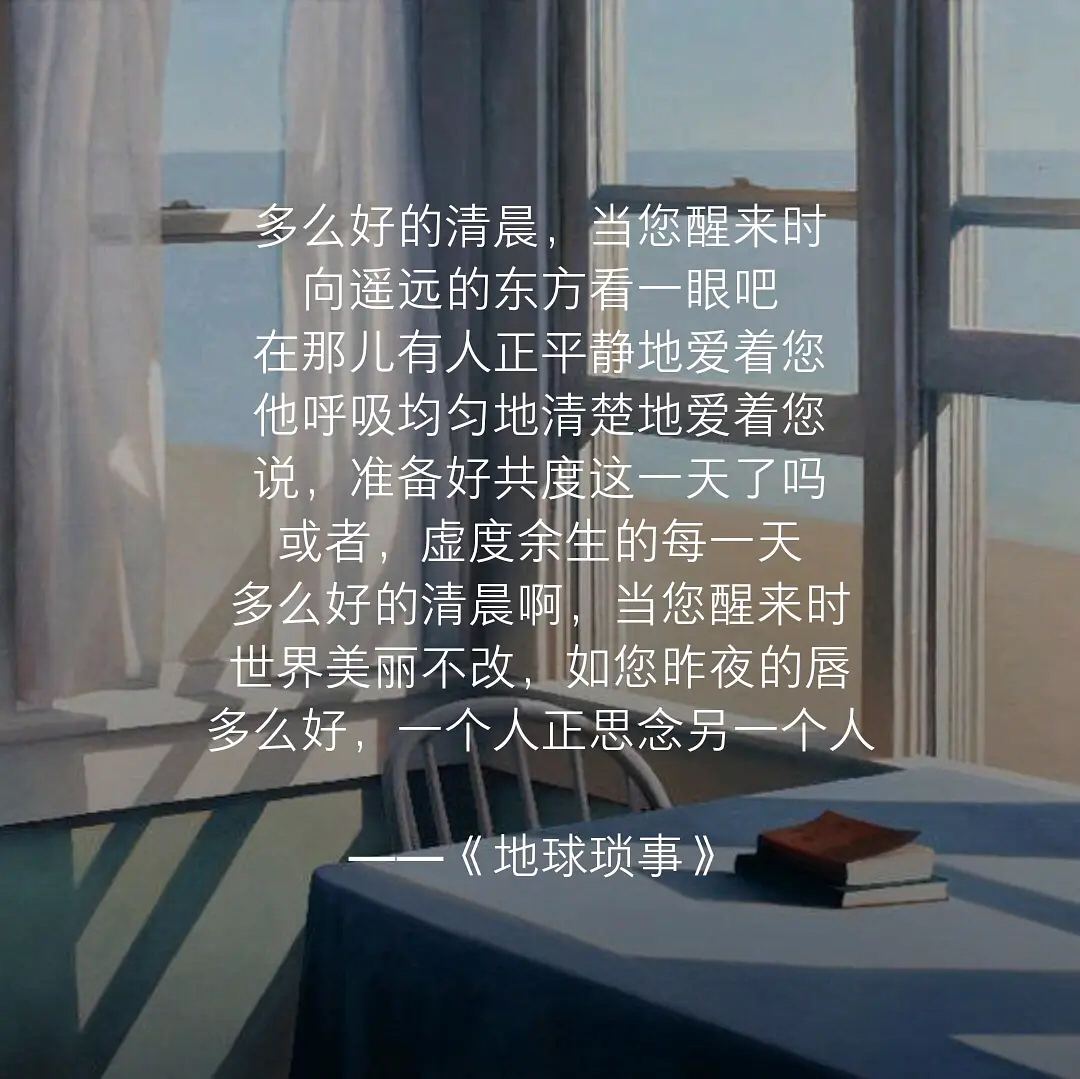 多么好的清晨，当您醒来时
向遥远的东方看一眼吧
在那儿有人正平静地爱着您
他呼吸均匀地清楚地爱着您
说，准备好共度这一天了吗
或者，虚度余生的每一天
多么好的清晨啊，当您醒来时
世界美丽不改，如您昨夜的唇
多么好，一个人正思念另一个人
——《地球琐事》